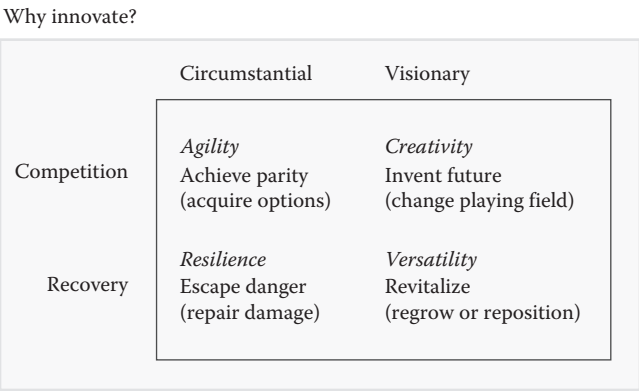 Why innovate?
Circumstantial Visionary
Agility Creativity
Competition Achieve parity Invent future
(acquire options) (change playing field)
Resilience Versatility
Recovery Escape danger Revitalize
(repair damage) (regrow or reposition)